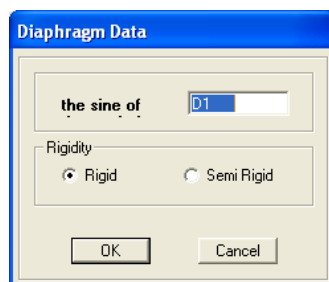 Diaphragm Data
the sine of
D1
Rigidity
Rigid
Semi Rigid
OK
Cancel